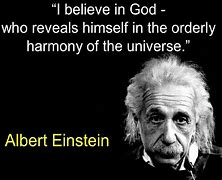 “I believe in God -
who reveals himself in the orderly
harmony of the universe.”
Albert Einstein